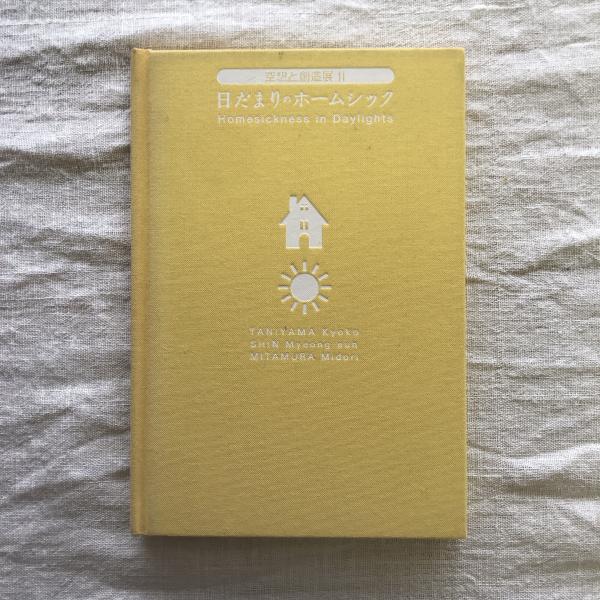 空想と創造展 II
日だまりのホームシック
Homesickness in Daylights
TANIYAMA Kyoko
SHIN Myeong eun
MITAMURA Midori